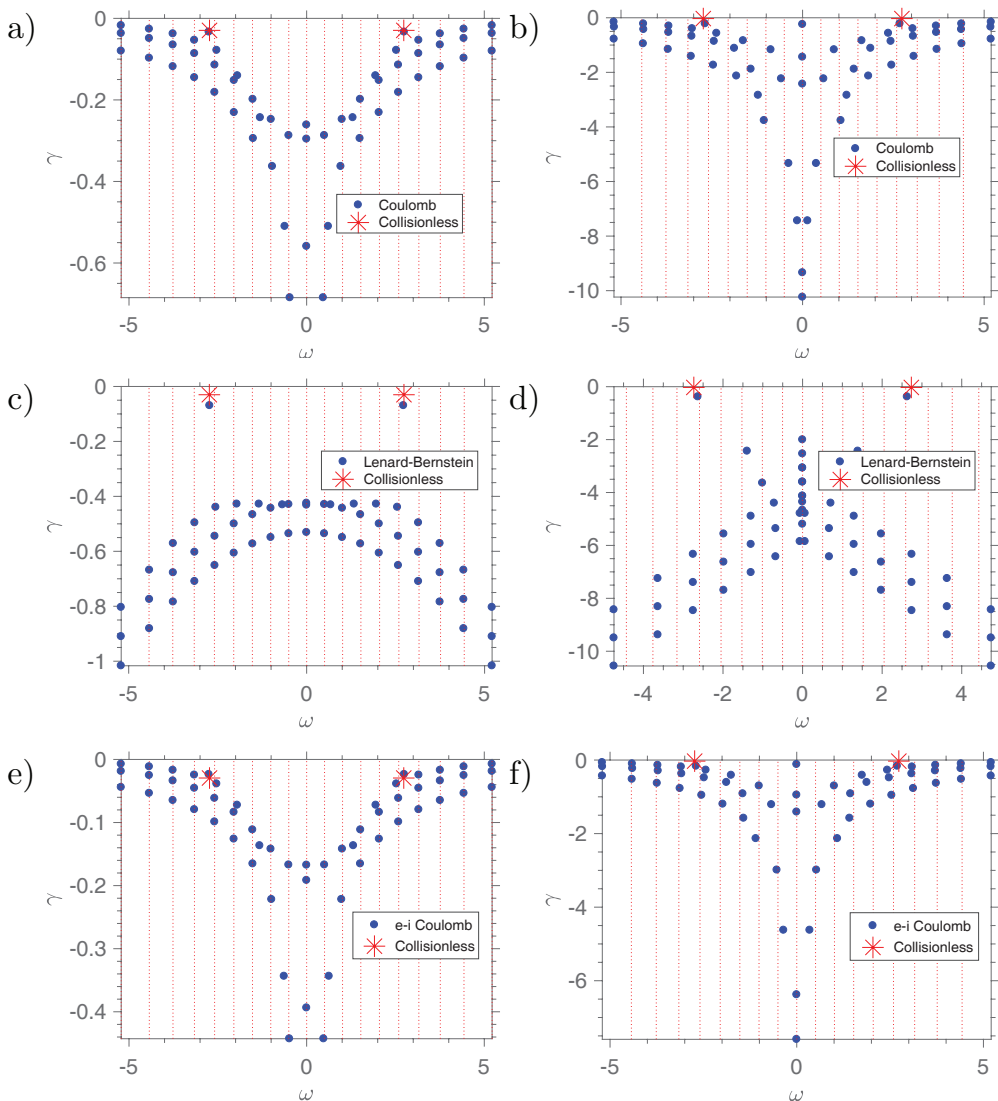 a)
0
-0.2
-0.4
-0.6
γ
-5
0
5
ω
Coulomb
Collisionless
b)
0
-2
-4
-6
-8
-10
γ
-5
0
5
ω
Coulomb
Collisionless
c)
0
-0.2
-0.4
-0.6
-0.8
-1
γ
-5
0
5
ω
Lenard-Bernstein
Collisionless
d)
0
-2
-4
-6
-8
-10
γ
-4
-2
0
2
4
ω
Lenard-Bernstein
Collisionless
e)
0
-0.1
-0.2
-0.3
-0.4
γ
-5
0
5
ω
e-i Coulomb
Collisionless
f)
0
-2
-4
-6
γ
-5
0
5
ω
e-i Coulomb
Collisionless